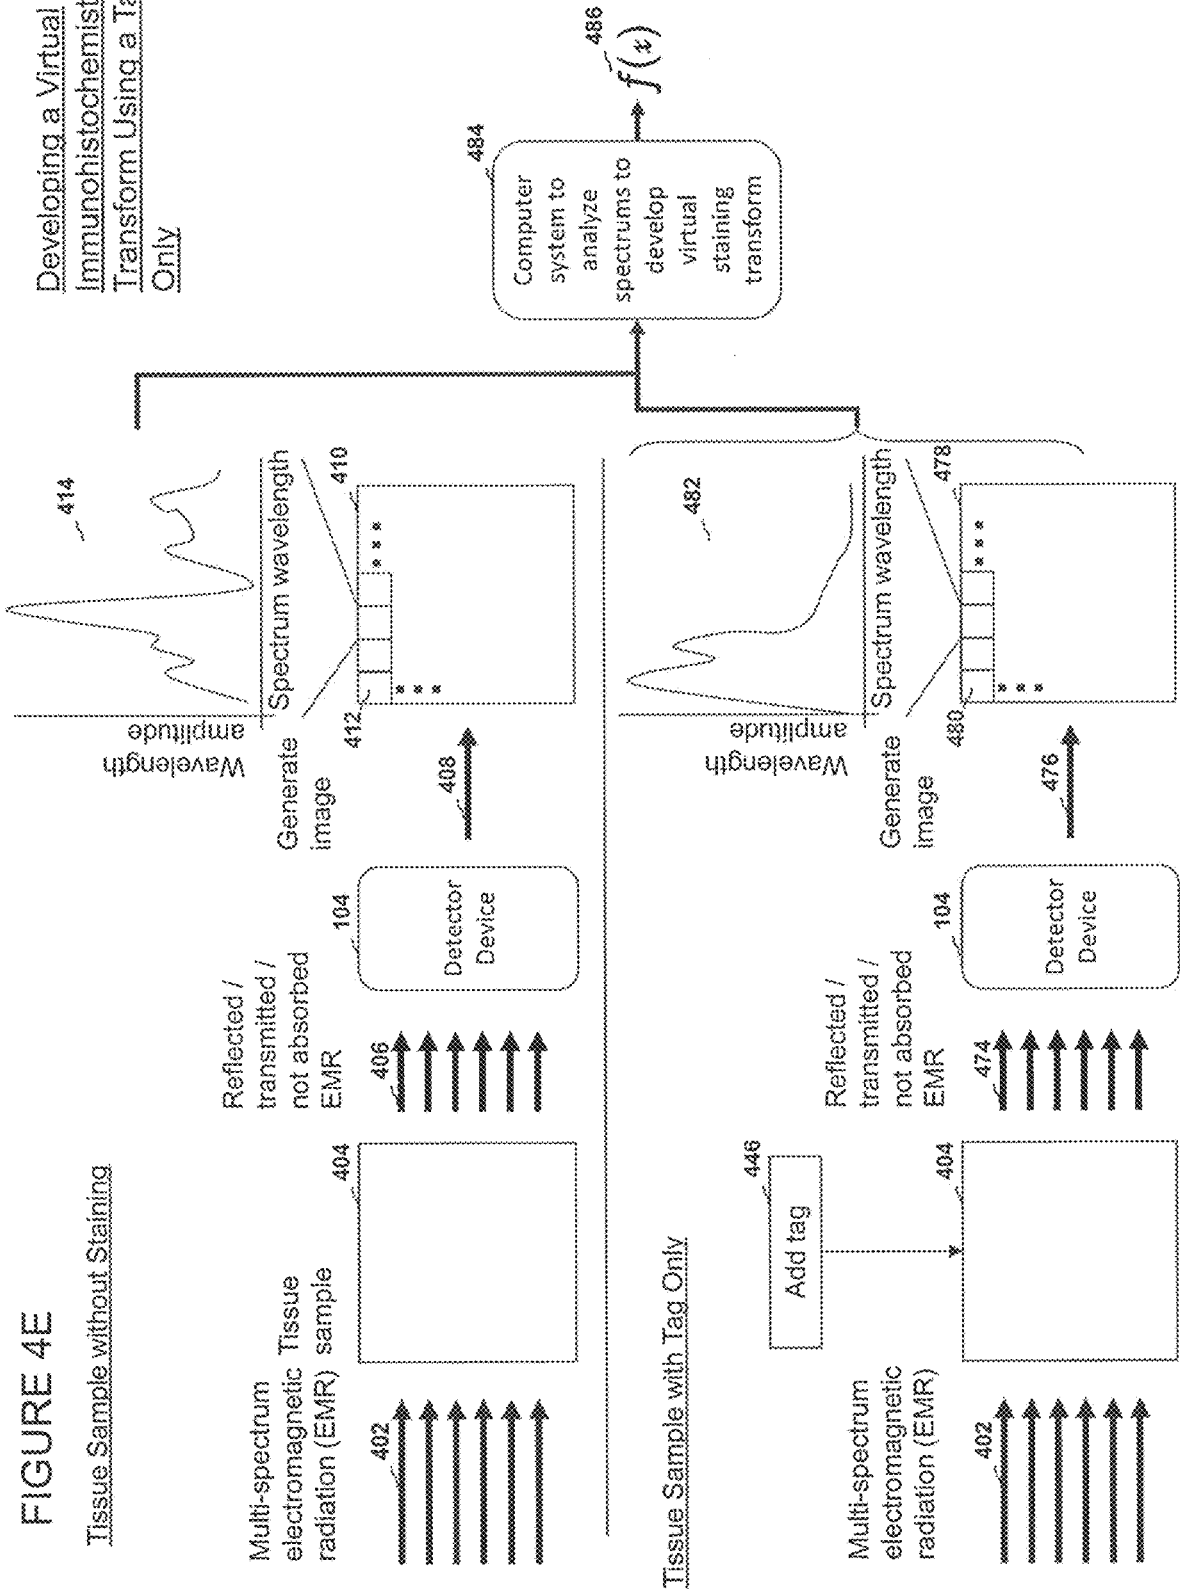 FIGURE 4E
Developing a Virtual
Immunohistochemist
Transform Using a Ta
Only
Tissue Sample without Staining
Multi-spectrum
electromagnetic
radiation (EMR)
402
Tissue
sample
404
Reflected /
transmitted /
not absorbed
EMR
406
104
Detector
Device
408
Generate
image
412
410
Wavelength
amplitude
Spectrum wavelength
414
484
Computer
system to
analyze
spectrums to
develop
virtual
staining
transform
486
f(x)
Tissue Sample with Tag Only
Multi-spectrum
electromagnetic
radiation (EMR)
402
446
Add tag
404
Reflected /
transmitted /
not absorbed
EMR
474
104
Detector
Device
476
Generate
image
480
478
Wavelength
amplitude
Spectrum wavelength
482